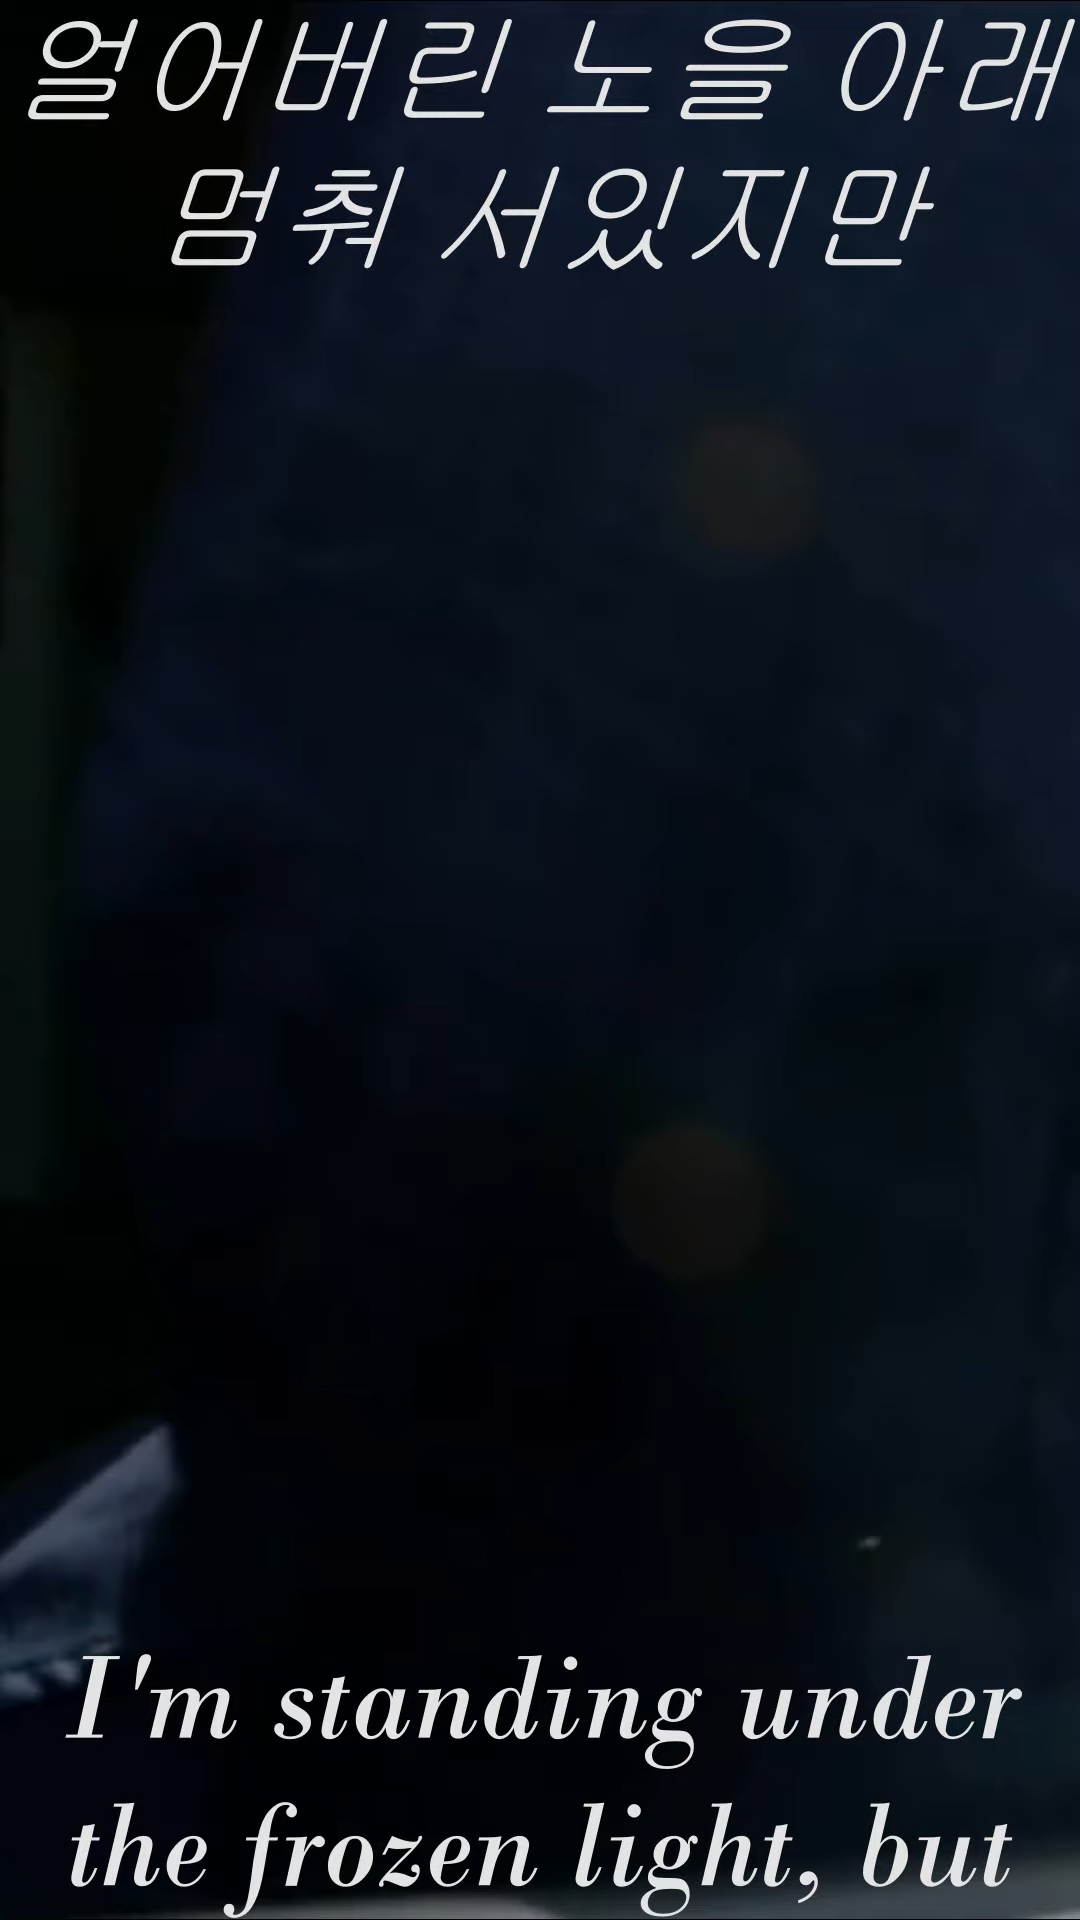 얼어버린 노을 아래
멈춰 서있지만
I'm standing under
the frozen light, but